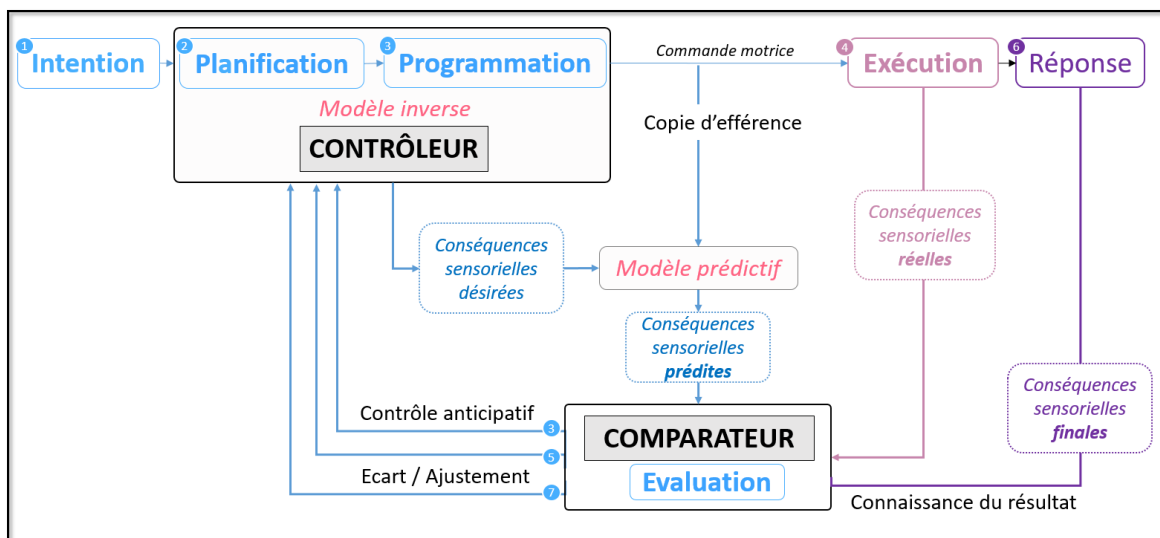 1 Intention
2 Planification
3 Programmation
Commande motrice
4 Exécution
6 Réponse
Modèle inverse
CONTRÔLEUR
Copie d’efférence
Conséquences
sensorielles
désirées
Modèle prédictif
Conséquences
sensorielles
réelles
Conséquences
sensorielles
prédites
Conséquences
sensorielles
finales
Contrôle anticipatif
3
5
Ecart / Ajustement
7
COMPARATEUR
Evaluation
Connaissance du résultat